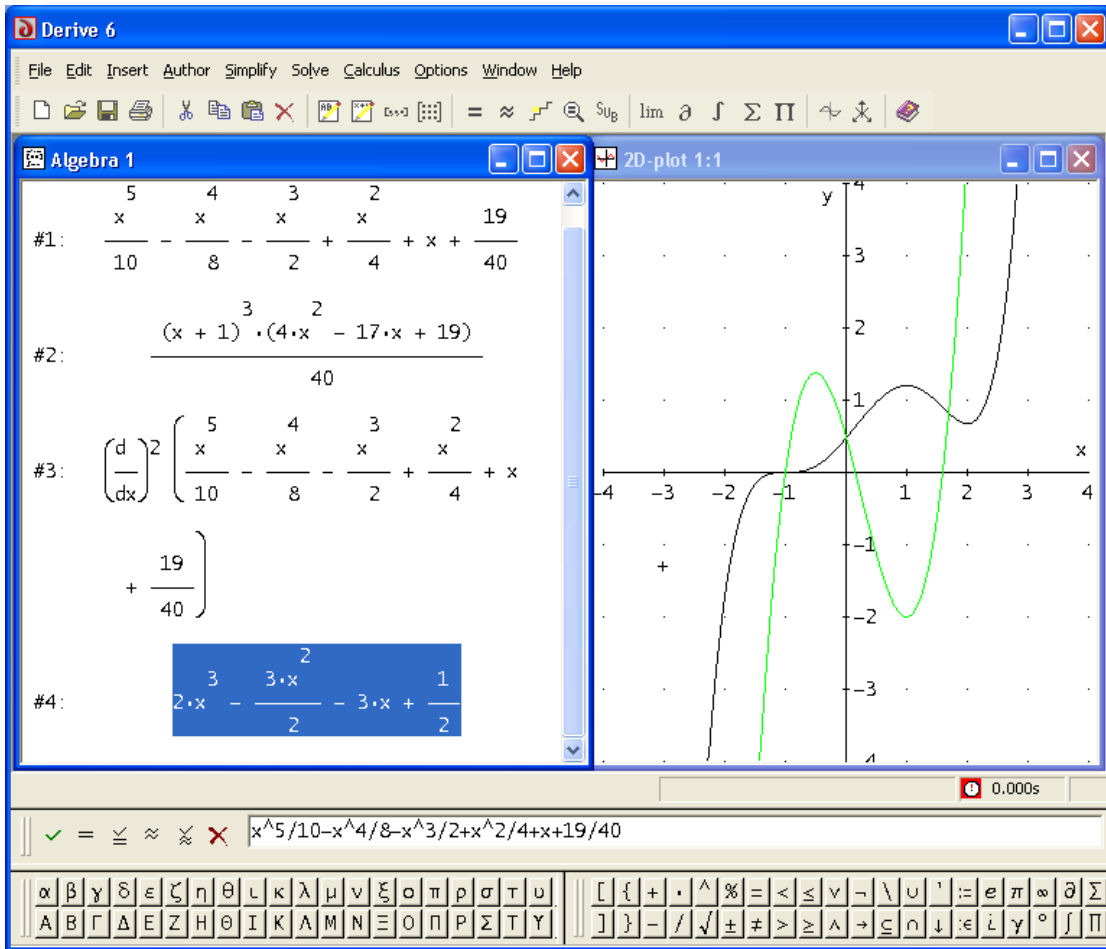 Derive 6
File Edit Insert Author Simplify Solve Calculus Options Window Help
= ≈ SUB lim ∂ ∫ Σ Π
Algebra 1
#1: x^5/10 - x^4/8 - x^3/2 + x^2/4 + x + 19/40
#2: (x + 1)^3·(4·x^2 - 17·x + 19)/40
#3: (d/dx)^2 (x^5/10 - x^4/8 - x^3/2 + x^2/4 + x
+ 19/40)
#4: 2·x^3 - 3·x^2/2 - 3·x + 1/2
2D-plot 1:1
y 4
3
2
1
x
-4 -3 -2 -1 1 2 3 4
-1
-2
-3
-4
0.000s
= ≈ x^5/10-x^4/8-x^3/2+x^2/4+x+19/40
α β γ δ ε ζ η θ ι κ λ μ ν ξ ο π ρ σ τ υ [ { + · ^ % = < ≤ ∨ ¬ \ ∪ ' := e π ∞ ∂ Σ
Α Β Γ Δ Ε Ζ Η Θ Ι Κ Λ Μ Ν Ξ Ο Π Ρ Σ Τ Υ ] } - / √ ± ≠ > ≥ ∧ → ⊆ ∩ ↓ :∈ i γ ° ∫ Π